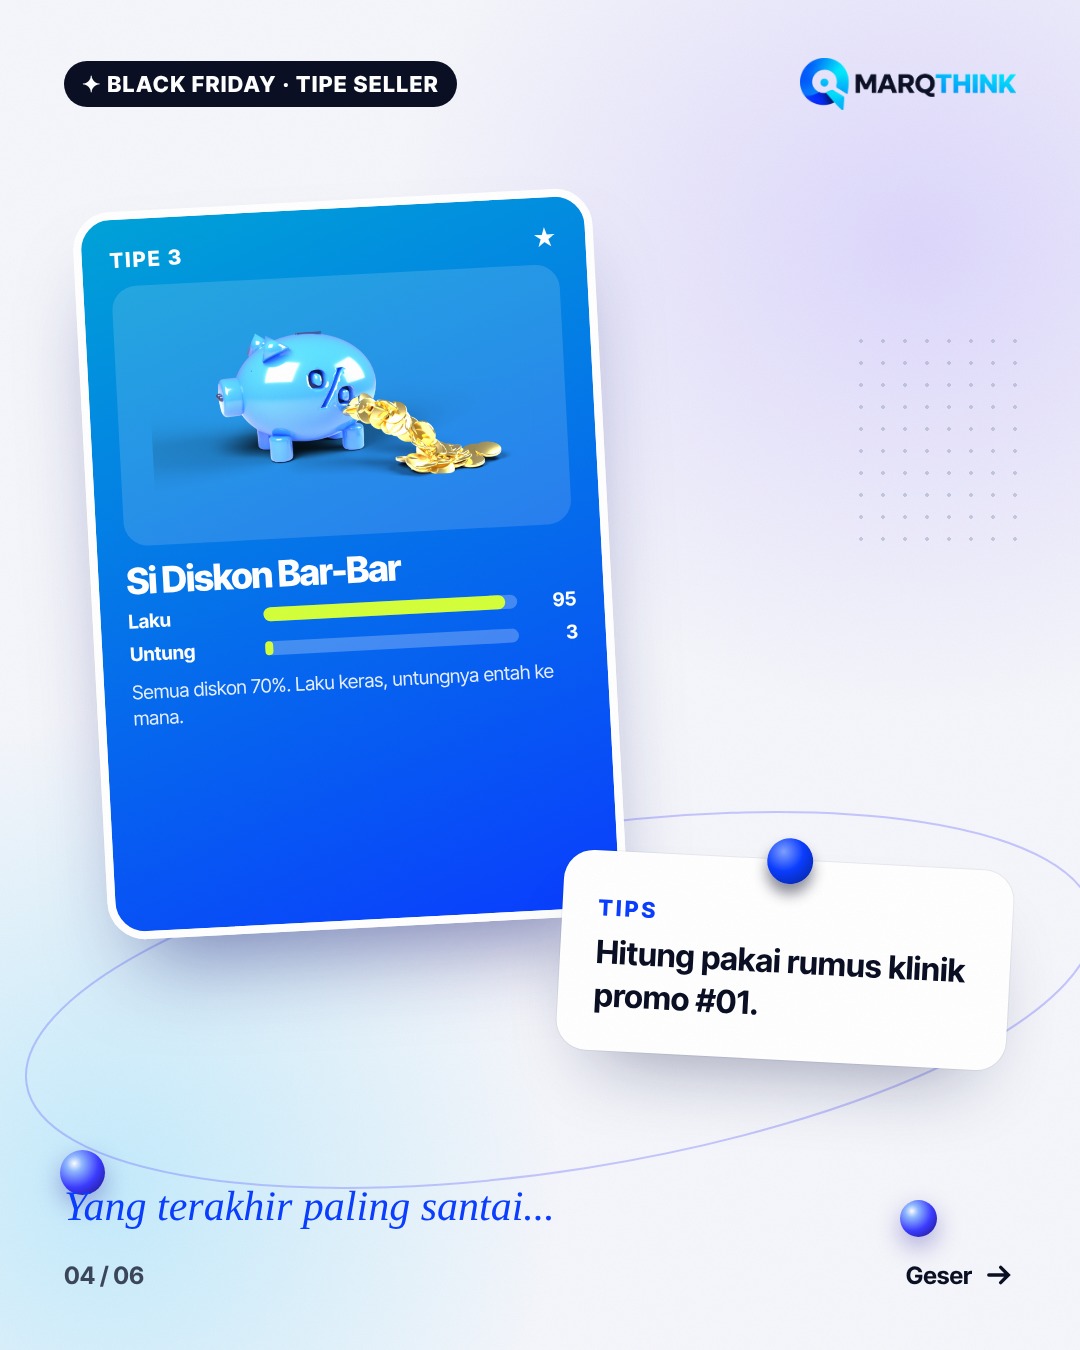 ✦ BLACK FRIDAY · TIPE SELLER
MARQTHINK
TIPE 3
★
%
Si Diskon Bar-Bar
Laku 95
Untung 3
Semua diskon 70%. Laku keras, untungnya entah ke
mana.
TIPS
Hitung pakai rumus klinik
promo #01.
Yang terakhir paling santai...
04 / 06
Geser →